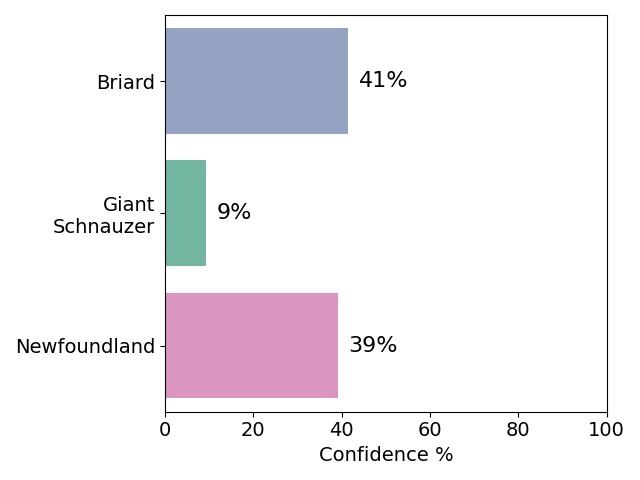 Briard
41%
Giant
Schnauzer
9%
Newfoundland
39%
0 20 40 60 80 100
Confidence %